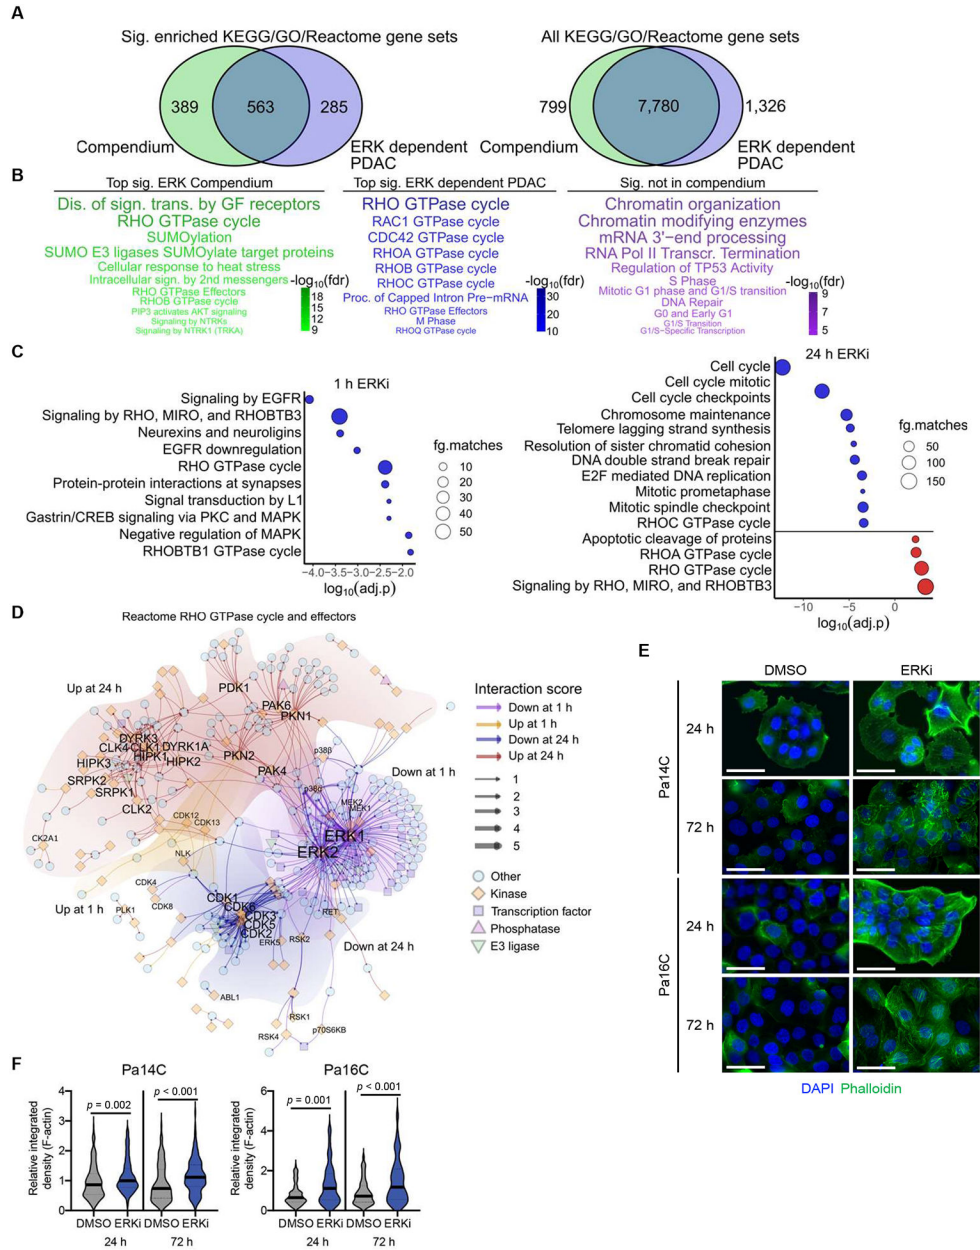 A
Sig. enriched KEGG/GO/Reactome gene sets
389
563
285
Compendium
ERK dependent
PDAC
All KEGG/GO/Reactome gene sets
799
7,780
1,326
Compendium
ERK dependent
PDAC
B
Top sig. ERK Compendium
Dis. of sign. trans. by GF receptors
RHO GTPase cycle
SUMOylation
SUMO E3 ligases SUMOylate target proteins
Cellular response to heat stress
Intracellular sign. by 2nd messengers
RHO GTPase Effectors
RHOB GTPase cycle
PIP3 activates AKT signaling
Signaling by NTRKs
Signaling by NTRK1 (TRKA)
-log10(fdr)
18
15
12
9
Top sig. ERK dependent PDAC
RHO GTPase cycle
RAC1 GTPase cycle
CDC42 GTPase cycle
RHOA GTPase cycle
RHOB GTPase cycle
RHOC GTPase cycle
Proc. of Capped Intron Pre-mRNA
RHO GTPase Effectors
M Phase
RHOQ GTPase cycle
-log10(fdr)
30
20
10
Sig. not in compendium
Chromatin organization
Chromatin modifying enzymes
mRNA 3'-end processing
RNA Pol II Transcr. Termination
Regulation of TP53 Activity
S Phase
Mitotic G1 phase and G1/S transition
DNA Repair
G0 and Early G1
G1/S Transition
G1/S-Specific Transcription
-log10(fdr)
9
7
5
C
1 h ERKi
Signaling by EGFR
Signaling by RHO, MIRO, and RHOBTB3
Neurexins and neuroligins
EGFR downregulation
RHO GTPase cycle
Protein-protein interactions at synapses
Signal transduction by L1
Gastrin/CREB signaling via PKC and MAPK
Negative regulation of MAPK
RHOBTB1 GTPase cycle
-4.0 -3.5 -3.0 -2.5 -2.0
log10(adj.p)
fg.matches
10
20
30
40
50
24 h ERKi
Cell cycle
Cell cycle mitotic
Cell cycle checkpoints
Chromosome maintenance
Telomere lagging strand synthesis
Resolution of sister chromatid cohesion
DNA double strand break repair
E2F mediated DNA replication
Mitotic prometaphase
Mitotic spindle checkpoint
RHOC GTPase cycle
Apoptotic cleavage of proteins
RHOA GTPase cycle
RHO GTPase cycle
Signaling by RHO, MIRO, and RHOBTB3
-10 -5 0
log10(adj.p)
fg.matches
50
100
150
D
Reactome RHO GTPase cycle and effectors
Up at 24 h
PDK1
PAK6
PKN1
DYRK3
CLK4 CLK1 DYRK1A
HIPK1
HIPK3
HIPK2
PKN2
SRPK2
PAK4
SRPK1
CLK2
p38β
p38α
Down at 1 h
MEK2
MEK1
ERK1
ERK2
CK2A1
CDK12
CDK13
NLK
CDK4
CDK8
Up at 1 h
PLK1
CDK1
CDK6
CDK3
CDK5
CDK2
ERK5
RSK2
RET
Down at 24 h
ABL1
RSK1
RSK4
p70S6KB
Interaction score
Down at 1 h
Up at 1 h
Down at 24 h
Up at 24 h
1
2
3
4
5
Other
Kinase
Transcription factor
Phosphatase
E3 ligase
E
DMSO
ERKi
Pa14C
24 h
72 h
Pa16C
24 h
72 h
DAPI Phalloidin
F
Pa14C
Relative integrated
density (F-actin)
4
3
2
1
0
p = 0.002
p < 0.001
DMSO ERKi DMSO ERKi
24 h
72 h
Pa16C
Relative integrated
density (F-actin)
6
4
2
0
p = 0.001
p < 0.001
DMSO ERKi DMSO ERKi
24 h
72 h